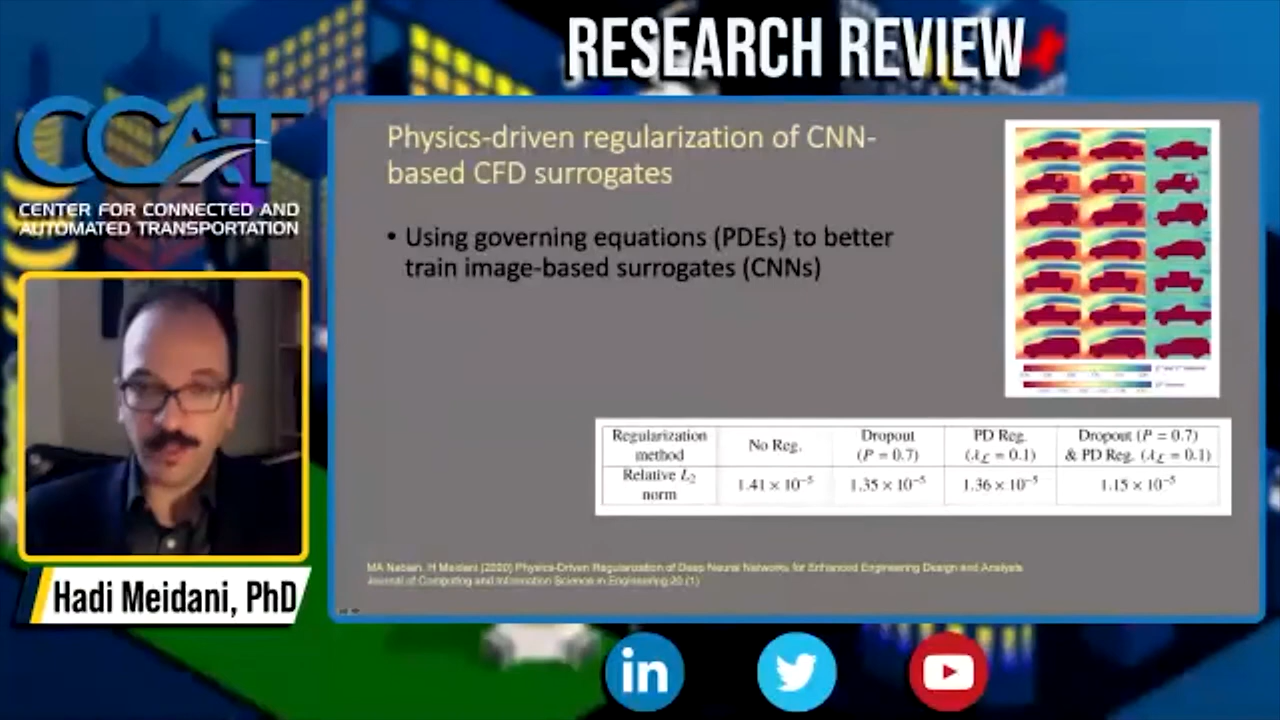 RESEARCH REVIEW
CCAT
CENTER FOR CONNECTED AND
AUTOMATED TRANSPORTATION
Physics-driven regularization of CNN-
based CFD surrogates
• Using governing equations (PDEs) to better
train image-based surrogates (CNNs)
Regularization method No Reg. Dropout (P = 0.7) PD Reg. (λ_ℒ = 0.1) Dropout (P = 0.7) & PD Reg. (λ_ℒ = 0.1)
Relative L₂ norm 1.41 × 10⁻⁵ 1.35 × 10⁻⁵ 1.36 × 10⁻⁵ 1.15 × 10⁻⁵
MA Nabian, H Meidani (2020) Physics-Driven Regularization of Deep Neural Networks for Enhanced Engineering Design and Analysis
Journal of Computing and Information Science in Engineering 20 (1)
Hadi Meidani, PhD
in